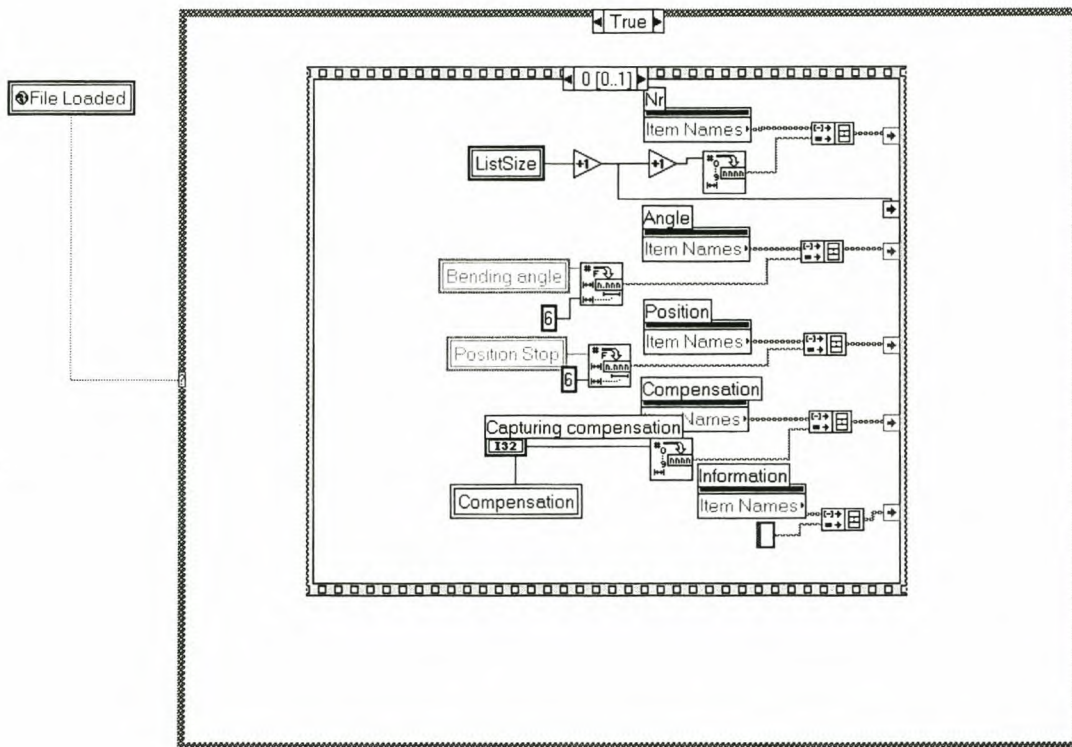 True
File Loaded
0 [0..1]
Nr
Item Names
ListSize
+1
+1
Angle
Item Names
Bending angle
6
Position
Item Names
Position Stop
6
Compensation
Names
Capturing compensation
I32
Compensation
Information
Item Names